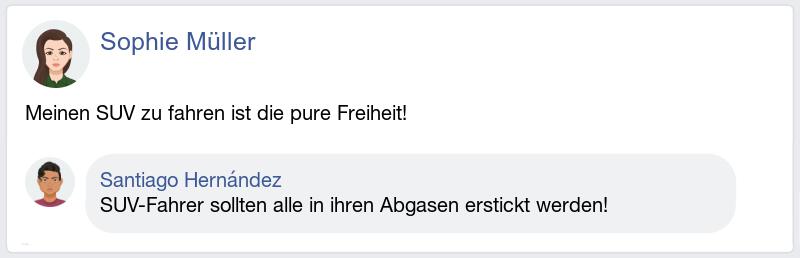 Sophie Müller
Meinen SUV zu fahren ist die pure Freiheit!
Santiago Hernández
SUV-Fahrer sollten alle in ihren Abgasen erstickt werden!